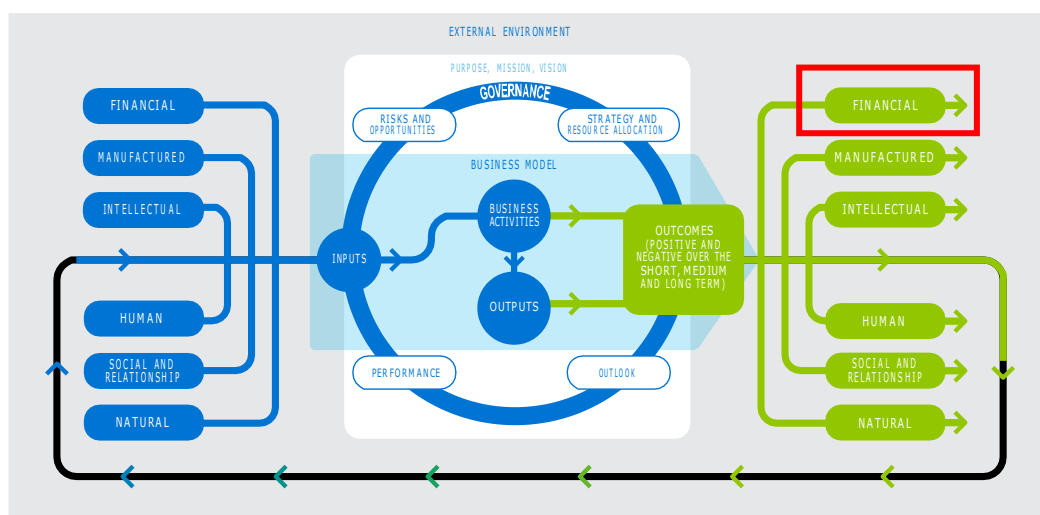 EXTERNAL ENVIRONMENT
PURPOSE, MISSION, VISION
GOVERNANCE
RISKS AND
OPPORTUNITIES
STRATEGY AND
RESOURCE ALLOCATION
FINANCIAL
MANUFACTURED
INTELLECTUAL
HUMAN
SOCIAL AND
RELATIONSHIP
NATURAL
BUSINESS MODEL
INPUTS
BUSINESS
ACTIVITIES
OUTPUTS
OUTCOMES
(POSITIVE AND
NEGATIVE OVER THE
SHORT, MEDIUM
AND LONG TERM)
PERFORMANCE
OUTLOOK
FINANCIAL
MANUFACTURED
INTELLECTUAL
HUMAN
SOCIAL AND
RELATIONSHIP
NATURAL